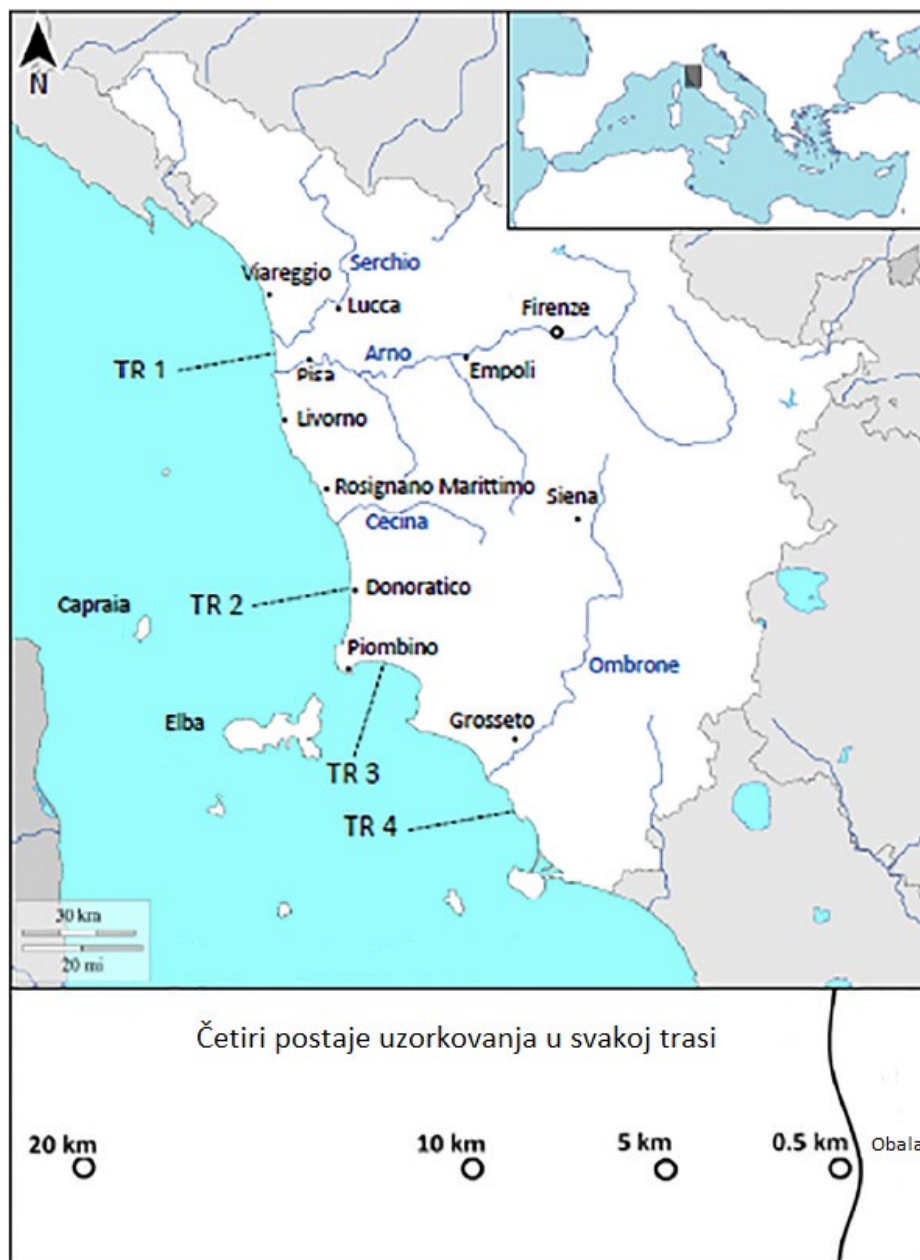 N
Viareggio
Serchio
Lucca
Firenze
TR 1
Arno
Pisa
Empoli
Livorno
Rosignano Marittimo
Siena
Cecina
Capraia
TR 2
Donoratico
Piombino
Ombrone
Elba
Grosseto
TR 3
TR 4
30 km
20 mi
Četiri postaje uzorkovanja u svakoj trasi
20 km
10 km
5 km
0.5 km
Obala